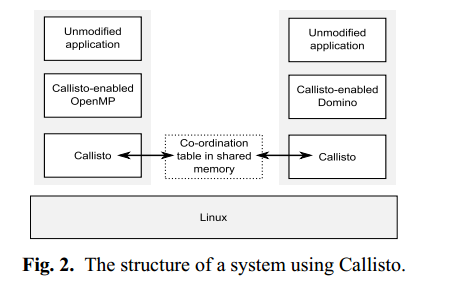 Unmodified
application
Callisto-enabled
OpenMP
Callisto
Co-ordination
table in shared
memory
Unmodified
application
Callisto-enabled
Domino
Callisto
Linux
Fig. 2. The structure of a system using Callisto.